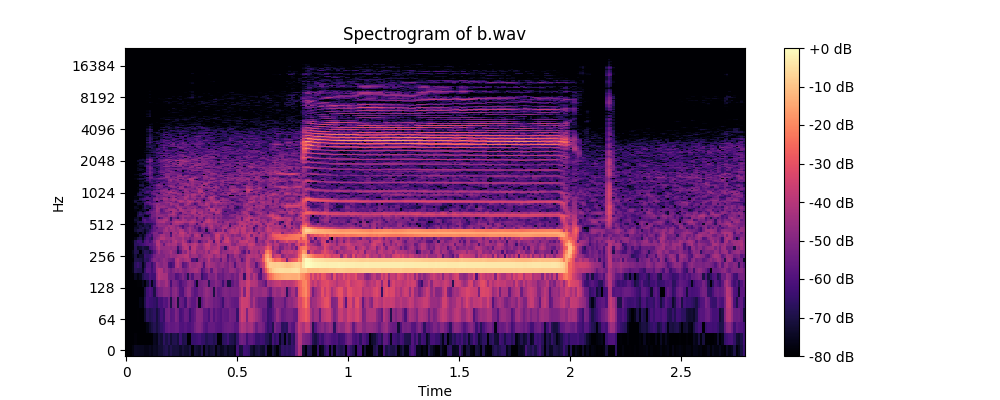 Spectrogram of b.wav
16384
8192
4096
2048
1024
512
256
128
64
0
Hz
0
0.5
1
1.5
2
2.5
Time
+0 dB
-10 dB
-20 dB
-30 dB
-40 dB
-50 dB
-60 dB
-70 dB
-80 dB